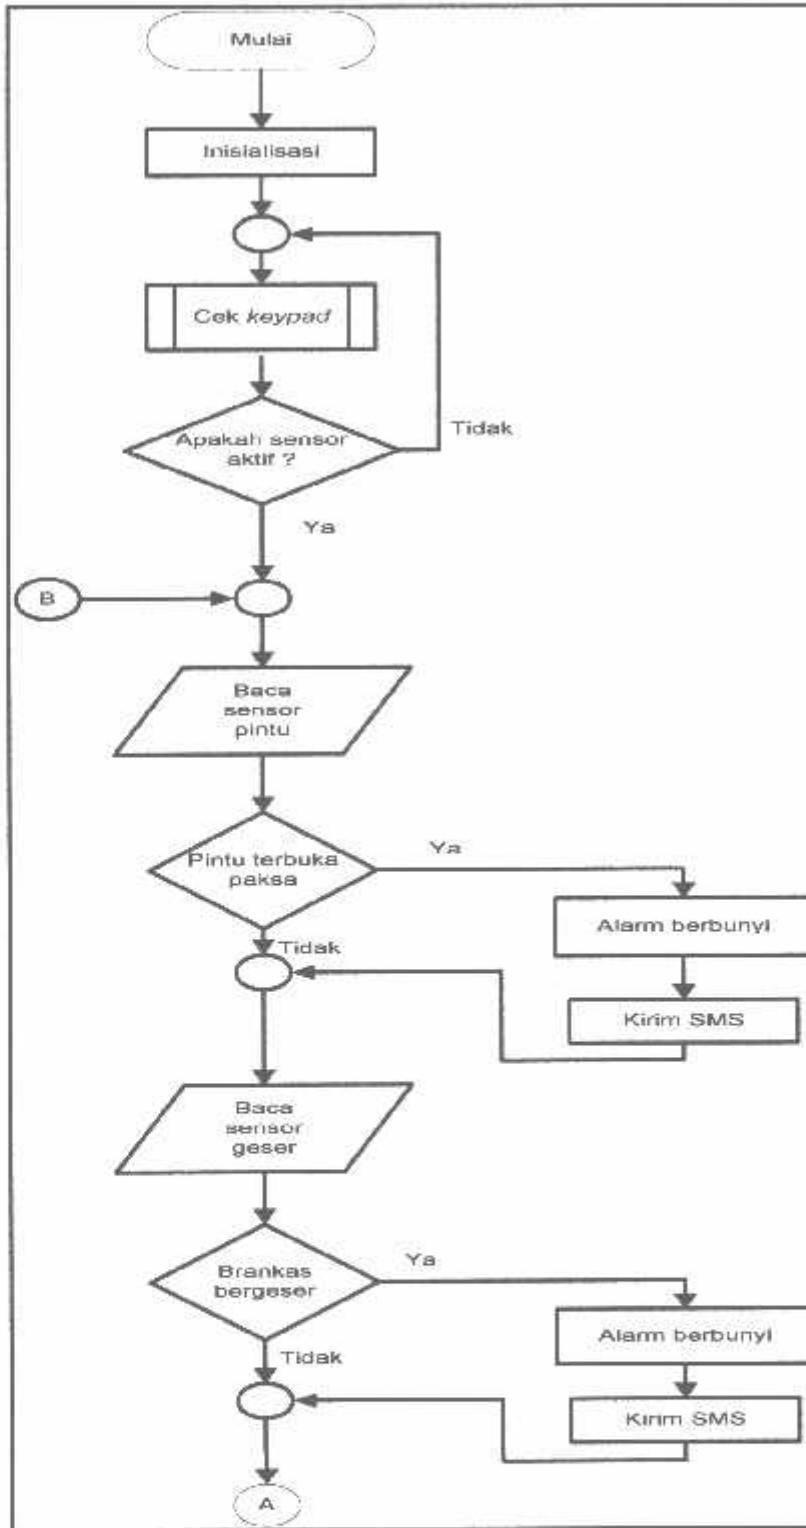 Mulai
Inisialisasi
Cek keypad
Apakah sensor
aktif ?
Tidak
Ya
B
Baca
sensor
pintu
Pintu terbuka
paksa
Ya
Alarm berbunyi
Tidak
Kirim SMS
Baca
sensor
geser
Brankas
bergeser
Ya
Alarm berbunyi
Tidak
Kirim SMS
A